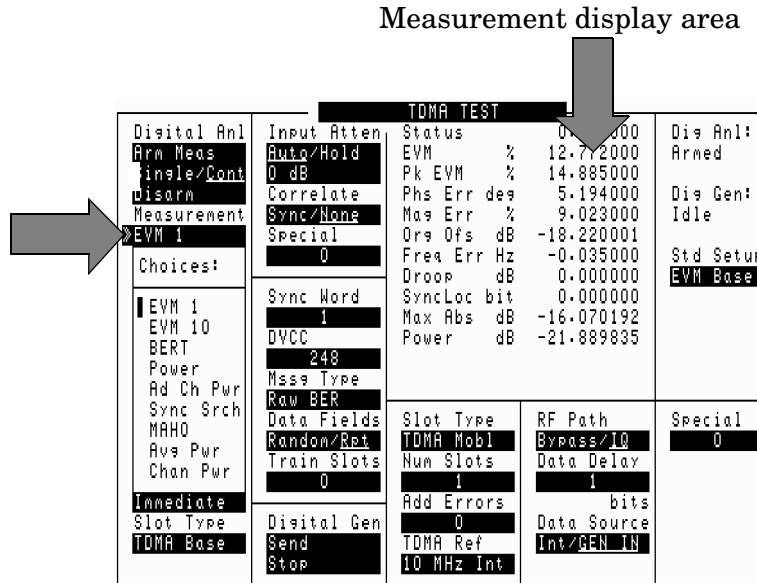 Measurement display area
TDMA TEST
Digital Anl
Arm Meas
Single/Cont
Disarm
Measurement
EVM 1
Choices:
EVM 1
EVM 10
BERT
Power
Ad Ch Pwr
Sync Srch
MAHO
Avg Pwr
Chan Pwr
Immediate
Slot Type
TDMA Base
Input Atten
Auto/Hold
0 dB
Correlate
Sync/None
Special
0
Sync Word
1
DVCC
248
Mssg Type
Raw BER
Data Fields
Random/Rpt
Train Slots
0
Digital Gen
Send
Stop
Status
EVM % 12.772000
Pk EVM % 14.885000
Phs Err deg 5.194000
Mag Err % 9.023000
Org Ofs dB -18.220001
Freq Err Hz -0.035000
Droop dB 0.000000
SyncLoc bit 0.000000
Max Abs dB -16.070192
Power dB -21.889835
Slot Type
TDMA Mobl
Num Slots
1
Add Errors
0
TDMA Ref
10 MHz Int
RF Path
Bypass/IQ
Data Delay
1
bits
Data Source
Int/GEN IN
Dig Anl:
Armed
Dig Gen:
Idle
Std Setup
EVM Base
Special
0